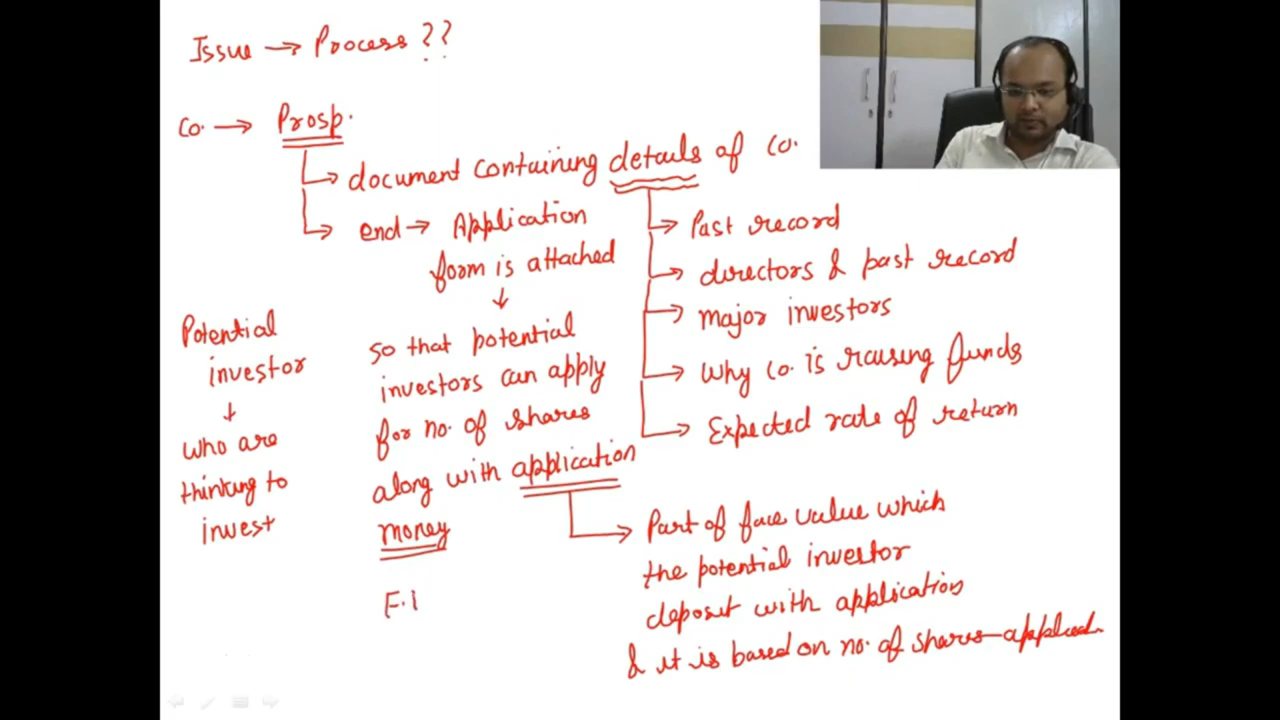 Issue → Process ??
Co. → Prosp.
document containing details of co.
end → Application
form is attached
↓
so that potential
investors can apply
for no. of shares
along with application
money
F.
Past record
directors & past record
major investors
Why co. is raising funds
Expected rate of return
Potential
investor
↓
who are
thinking to
invest
Part of face value which
the potential investor
deposit with application
& it is based on no. of shares applied.